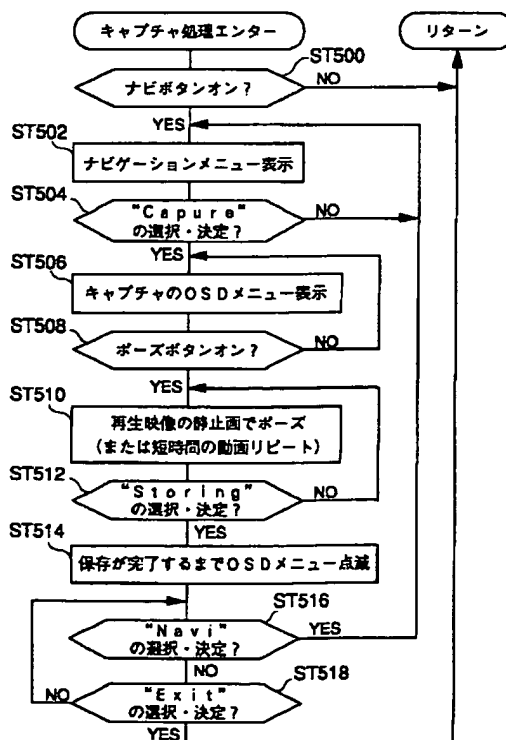 キャプチャ処理エンター
リターン
ST500
ナビボタンオン？
NO
YES
ST502
ナビゲーションメニュー表示
ST504
"Capure"
の選択・決定？
NO
YES
ST506
キャプチャのOSDメニュー表示
ST508
ポーズボタンオン？
NO
YES
ST510
再生映像の静止画でポーズ
（または短時間の動画リピート）
ST512
"Storing"
の選択・決定？
NO
YES
ST514
保存が完了するまでOSDメニュー点滅
ST516
"Navi"
の選択・決定？
YES
NO
ST518
"Exit"
の選択・決定？
NO
YES